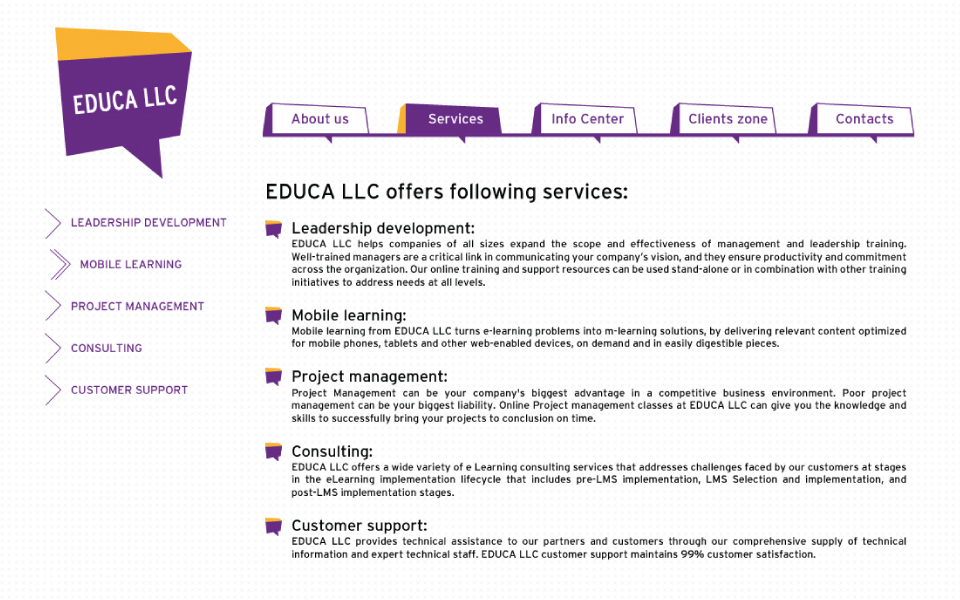 EDUCA LLC
About us
Services
Info Center
Clients zone
Contacts
LEADERSHIP DEVELOPMENT
MOBILE LEARNING
PROJECT MANAGEMENT
CONSULTING
CUSTOMER SUPPORT
EDUCA LLC offers following services:
Leadership development:
EDUCA LLC helps companies of all sizes expand the scope and effectiveness of management and leadership training.
Well-trained managers are a critical link in communicating your company's vision, and they ensure productivity and commitment
across the organization. Our online training and support resources can be used stand-alone or in combination with other training
initiatives to address needs at all levels.
Mobile learning:
Mobile learning from EDUCA LLC turns e-learning problems into m-learning solutions, by delivering relevant content optimized
for mobile phones, tablets and other web-enabled devices, on demand and in easily digestible pieces.
Project management:
Project Management can be your company's biggest advantage in a competitive business environment. Poor project
management can be your biggest liability. Online Project management classes at EDUCA LLC can give you the knowledge and
skills to successfully bring your projects to conclusion on time.
Consulting:
EDUCA LLC offers a wide variety of e Learning consulting services that addresses challenges faced by our customers at stages
in the eLearning implementation lifecycle that includes pre-LMS implementation, LMS Selection and implementation, and
post-LMS implementation stages.
Customer support:
EDUCA LLC provides technical assistance to our partners and customers through our comprehensive supply of technical
information and expert technical staff. EDUCA LLC customer support maintains 99% customer satisfaction.